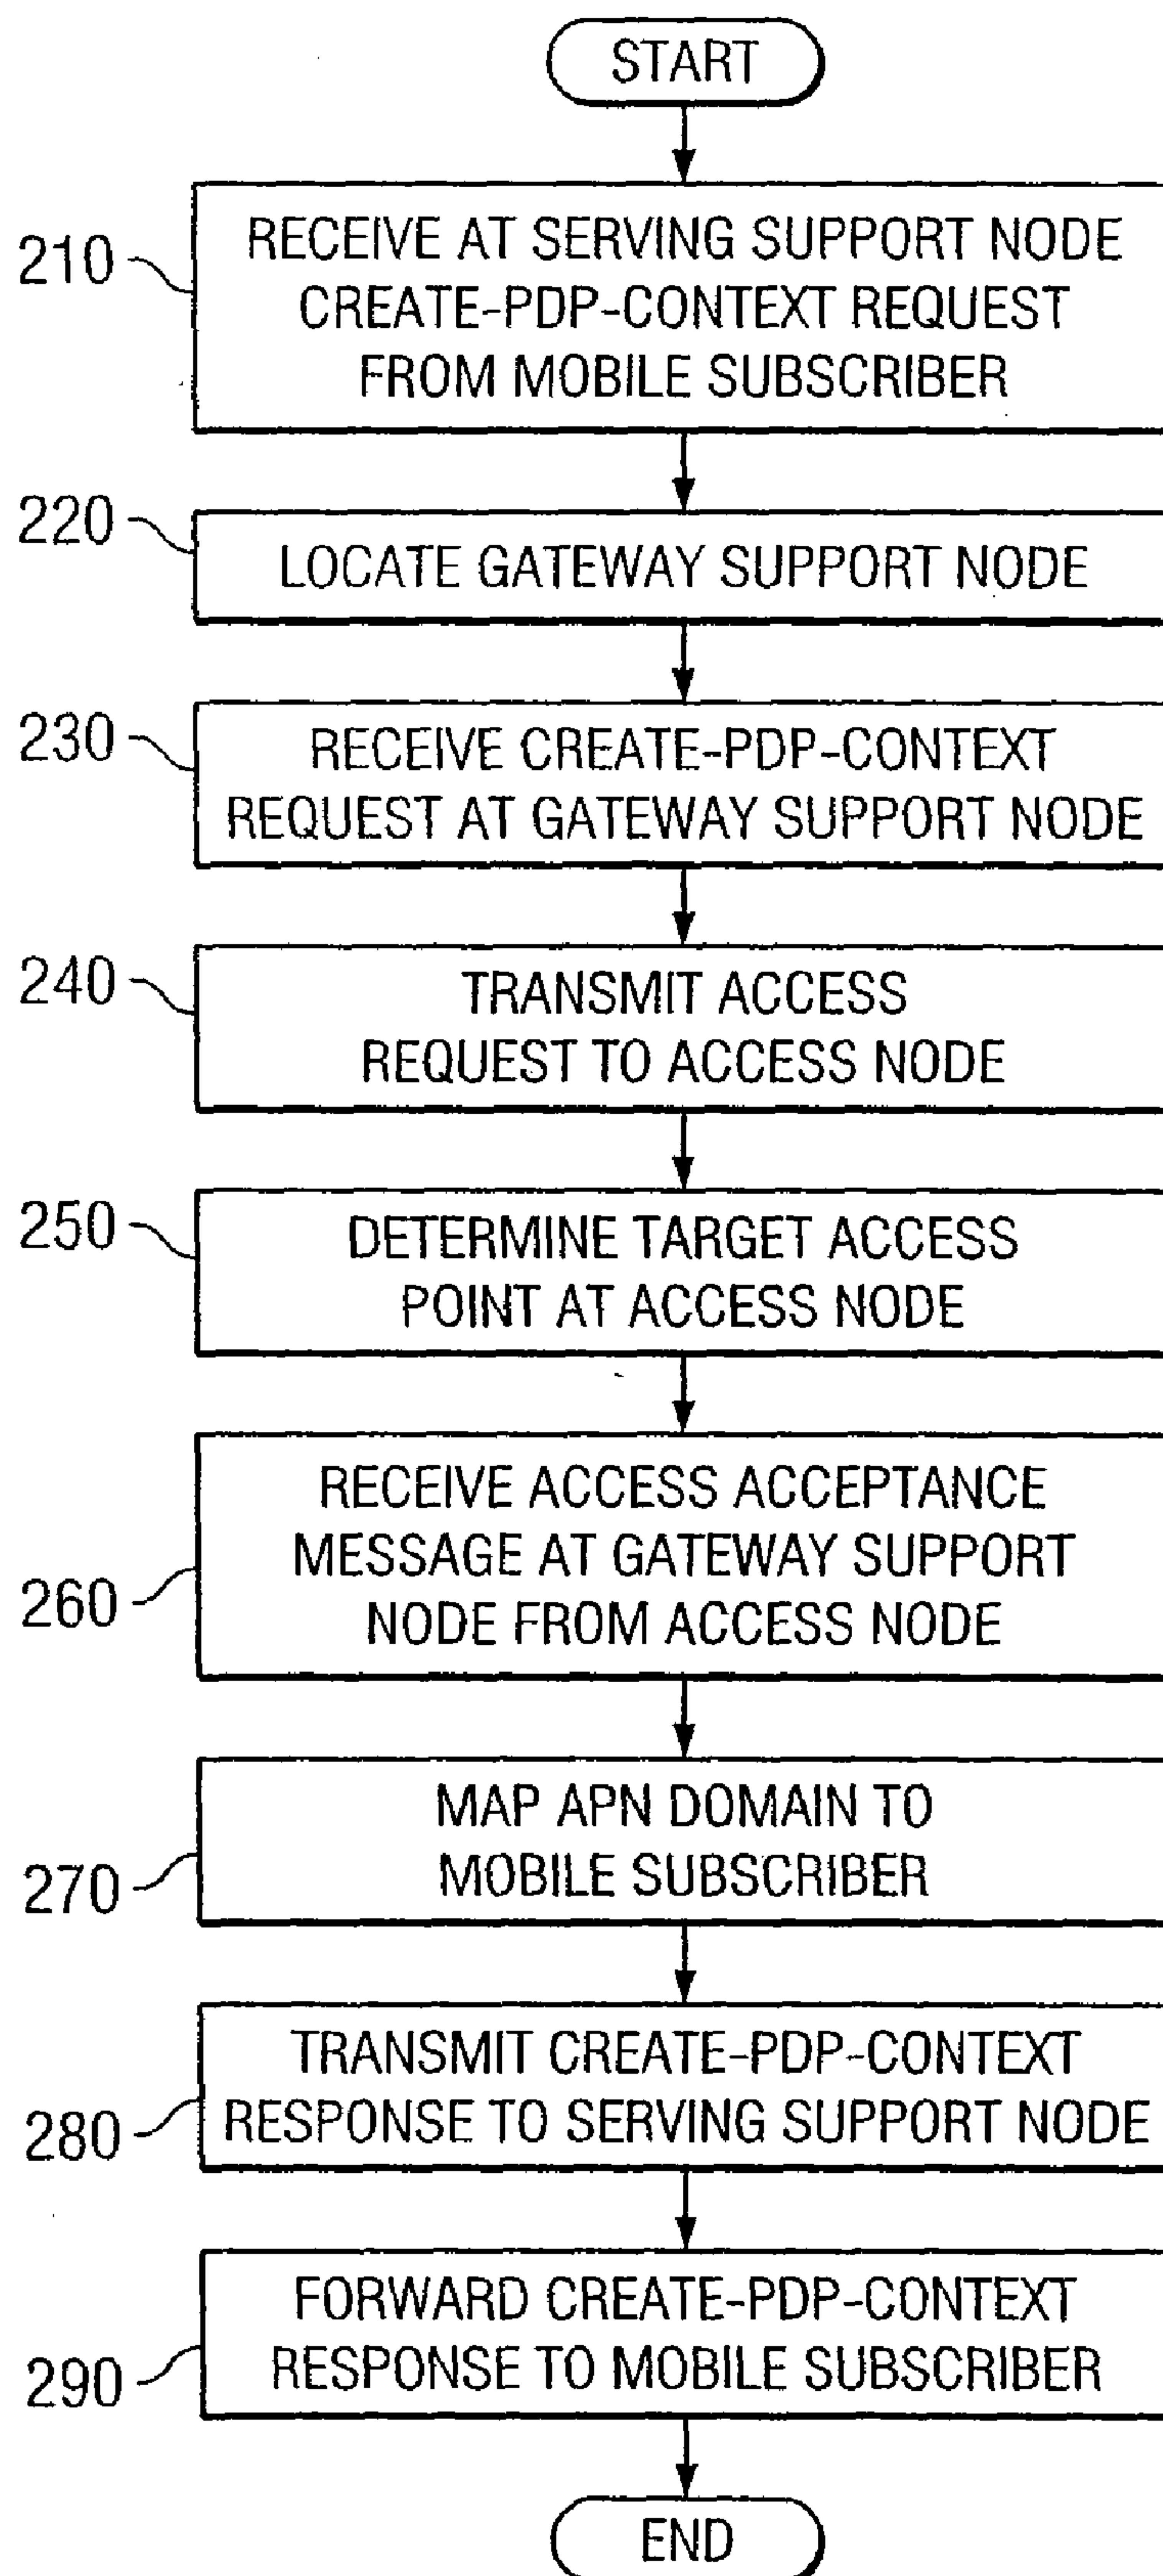 START
210
RECEIVE AT SERVING SUPPORT NODE
CREATE-PDP-CONTEXT REQUEST
FROM MOBILE SUBSCRIBER
220
LOCATE GATEWAY SUPPORT NODE
230
RECEIVE CREATE-PDP-CONTEXT
REQUEST AT GATEWAY SUPPORT NODE
240
TRANSMIT ACCESS
REQUEST TO ACCESS NODE
250
DETERMINE TARGET ACCESS
POINT AT ACCESS NODE
260
RECEIVE ACCESS ACCEPTANCE
MESSAGE AT GATEWAY SUPPORT
NODE FROM ACCESS NODE
270
MAP APN DOMAIN TO
MOBILE SUBSCRIBER
280
TRANSMIT CREATE-PDP-CONTEXT
RESPONSE TO SERVING SUPPORT NODE
290
FORWARD CREATE-PDP-CONTEXT
RESPONSE TO MOBILE SUBSCRIBER
END